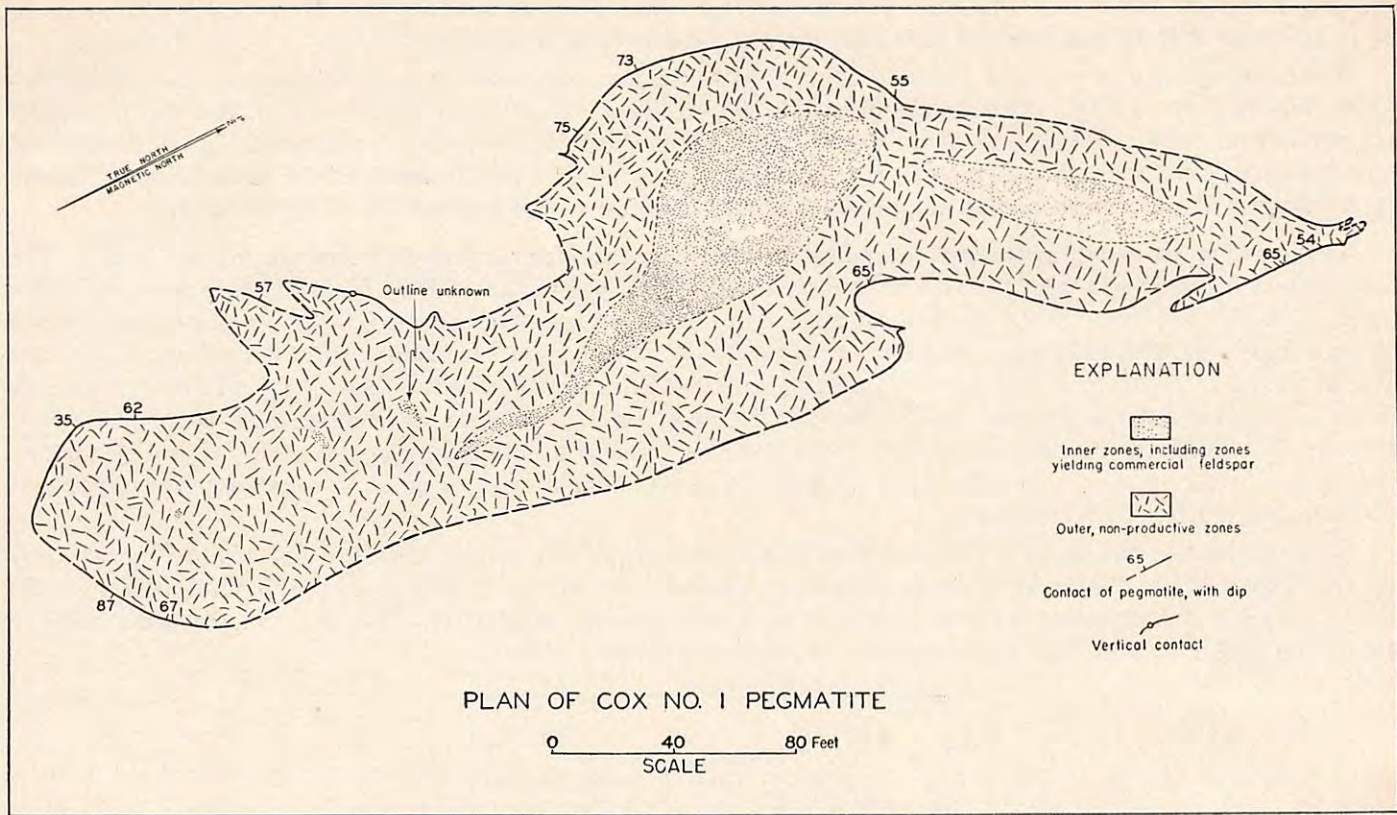 73
55
75
TRUE NORTH
MAGNETIC NORTH
65
54
65
57
Outline unknown
35
62
87
67
EXPLANATION
Inner zones, including zones
yielding commercial feldspar
Outer, non-productive zones
65
Contact of pegmatite, with dip
Vertical contact
PLAN OF COX NO. 1 PEGMATITE
0 40 80 Feet
SCALE